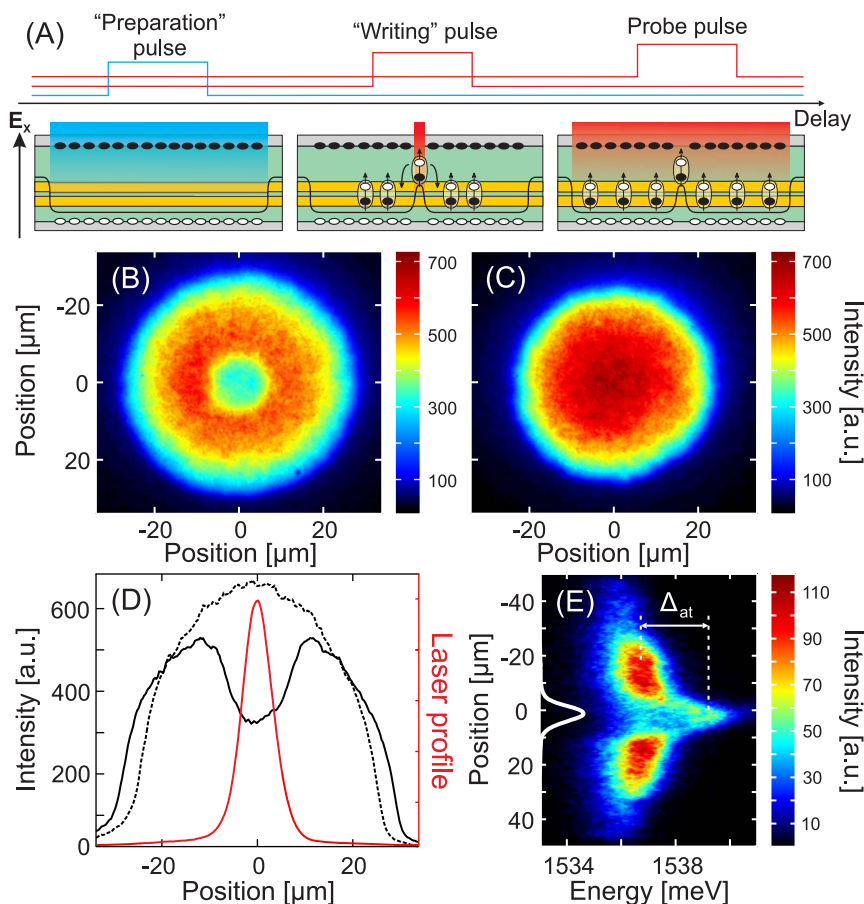 (A)
“Preparation”
pulse
“Writing” pulse
Probe pulse
Eₓ
Delay
(B)
(C)
Position [µm]
-20
0
20
-20 0 20
Position [µm]
700
500
300
100
-20 0 20
Position [µm]
700
500
300
100
Intensity [a.u.]
(D)
Intensity [a.u.]
600
400
200
0
-20 0 20
Position [µm]
Laser profile
(E)
Δat
Position [µm]
-40
-20
0
20
40
1534 1538
Energy [meV]
110
90
70
50
30
10
Intensity [a.u.]